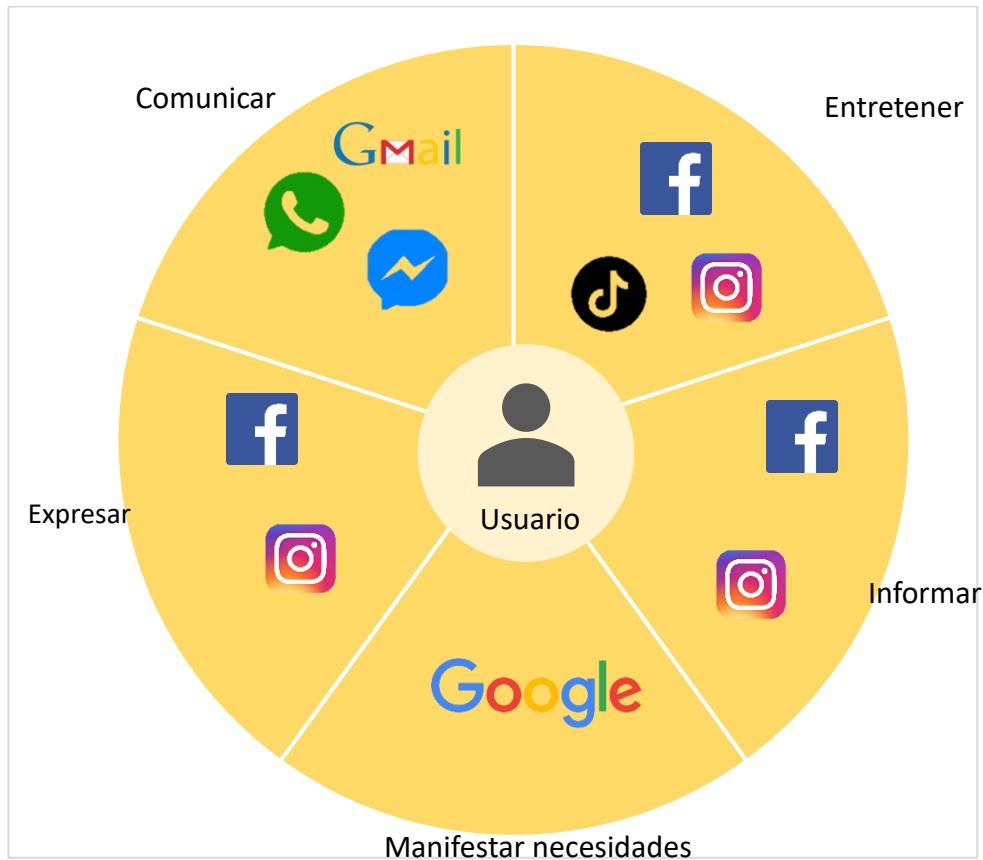 Comunicar
Entretener
Gmail
Expresar
Usuario
Informar
Google
Manifestar necesidades